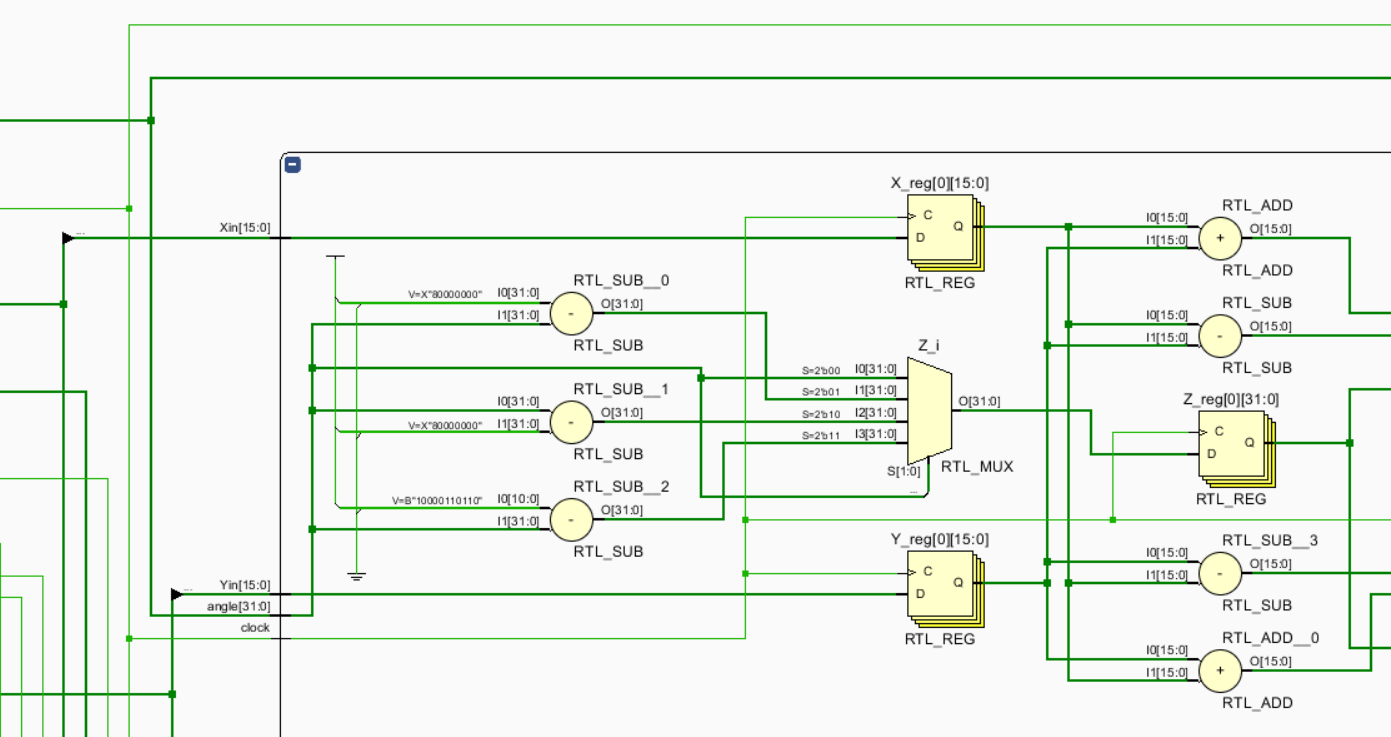 X_reg[0][15:0]
C
D
Q
RTL_REG
Xin[15:0]
...
RTL_ADD
I0[15:0]
I1[15:0]
+
O[15:0]
RTL_ADD
RTL_SUB__0
V=X"80000000"
I0[31:0]
I1[31:0]
-
O[31:0]
RTL_SUB
RTL_SUB
I0[15:0]
I1[15:0]
-
O[15:0]
RTL_SUB
Z_i
S=2'b00
I0[31:0]
S=2'b01
I1[31:0]
S=2'b10
I2[31:0]
S=2'b11
I3[31:0]
O[31:0]
S[1:0]
RTL_MUX
...
RTL_SUB__1
I0[31:0]
V=X"80000000"
I1[31:0]
-
O[31:0]
RTL_SUB
Z_reg[0][31:0]
C
D
Q
RTL_REG
RTL_SUB__2
V=B"10000110110"
I0[10:0]
I1[31:0]
-
O[31:0]
RTL_SUB
Y_reg[0][15:0]
C
D
Q
RTL_REG
RTL_SUB__3
I0[15:0]
I1[15:0]
-
O[15:0]
RTL_SUB
Yin[15:0]
...
angle[31:0]
clock
RTL_ADD__0
I0[15:0]
I1[15:0]
+
O[15:0]
RTL_ADD